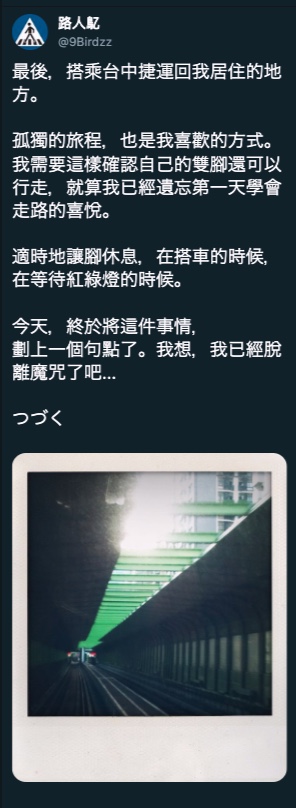 路人鳦
@9Birdzz
最後，搭乘台中捷運回我居住的地
方。
孤獨的旅程，也是我喜歡的方式。
我需要這樣確認自己的雙腳還可以
行走，就算我已經遺忘第一天學會
走路的喜悅。
適時地讓腳休息，在搭車的時候，
在等待紅綠燈的時候。
今天，終於將這件事情，
劃上一個句點了。我想，我已經脫
離魔咒了吧...
つづく